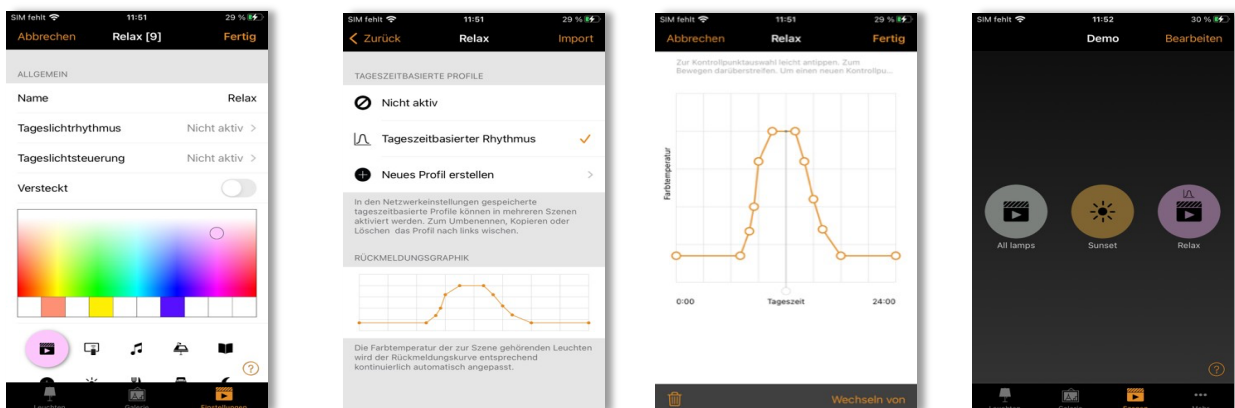 SIM fehlt 11:51 29 %
Abbrechen Relax [9] Fertig
ALLGEMEIN
Name Relax
Tageslichtrhythmus Nicht aktiv >
Tageslichtsteuerung Nicht aktiv >
Versteckt
?
Leuchten Galerie Einstellungen
SIM fehlt 11:51 29 %
Zurück Relax Import
TAGESZEITBASIERTE PROFILE
Nicht aktiv
Tageszeitbasierter Rhythmus
Neues Profil erstellen >
In den Netzwerkeinstellungen gespeicherte
tageszeitbasierte Profile können in mehreren Szenen
aktiviert werden. Zum Umbenennen, Kopieren oder
Löschen das Profil nach links wischen.
RÜCKMELDUNGSGRAPHIK
Die Farbtemperatur der zur Szene gehörenden Leuchten
wird der Rückmeldungskurve entsprechend
kontinuierlich automatisch angepasst.
SIM fehlt 11:51 29 %
Abbrechen Relax Fertig
Zur Kontrollpunktauswahl leicht antippen. Zum
Bewegen darüberstreifen. Um einen neuen Kontrollpu...
Farbtemperatur
0:00 Tageszeit 24:00
Wechseln von
SIM fehlt 11:52 30 %
Demo Bearbeiten
All lamps Sunset Relax
?
Leuchten Galerie Szenen Mehr